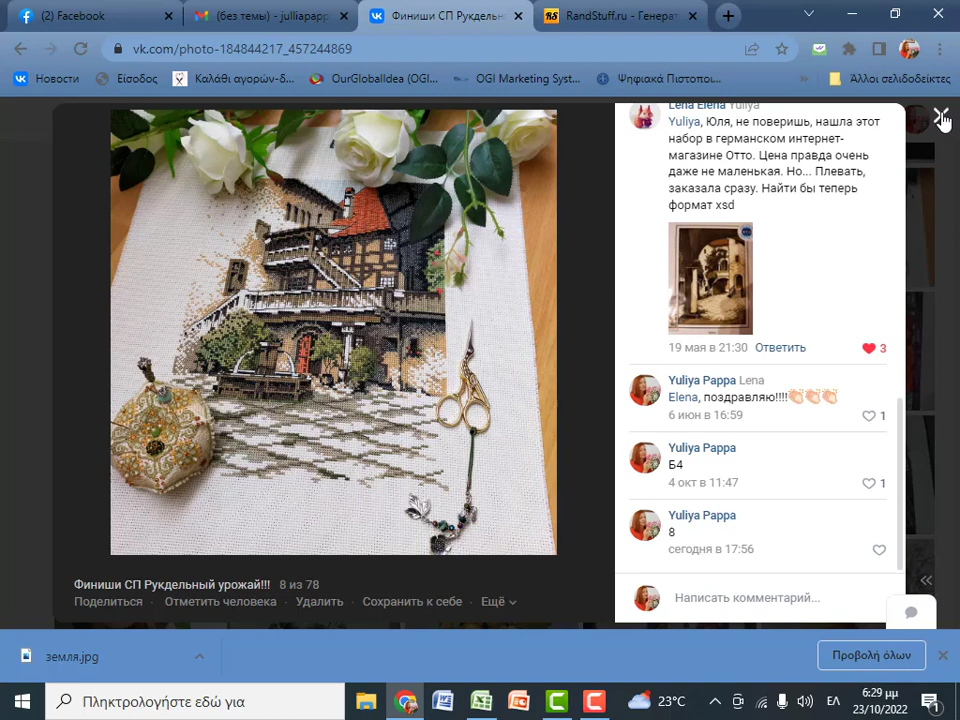 (2) Facebook
(без темы) - julliapapp
Финиши СП Рукдельн
RandStuff.ru - Генерат
vk.com/photo-184844217_457244869
Новости
Είσοδος
Καλάθι αγορών-δ...
OurGlobalIdea (OGI...
OGI Marketing Syst...
Ψηφιακά Πιστοποι...
»
Άλλοι σελιδοδείκτες
Lena Elena Yuliya
Yuliya, Юля, не поверишь, нашла этот
набор в германском интернет-
магазине Отто. Цена правда очень
даже не маленькая. Но... Плевать,
заказала сразу. Найти бы теперь
формат xsd
19 мая в 21:30 Ответить
3
Yuliya Pappa Lena
Elena, поздравляю!!!!👏🏻👏🏻👏🏻
6 июн в 16:59
1
Yuliya Pappa
Б4
4 окт в 11:47
1
Yuliya Pappa
8
сегодня в 17:56
Написать комментарий...
Финиши СП Рукдельный урожай!!! 8 из 78
Поделиться · Отметить человека · Удалить · Сохранить к себе · Ещё
земля.jpg
Προβολή όλων
Πληκτρολογήστε εδώ για
23°C
ΕΛ
6:29 μμ
23/10/2022
1